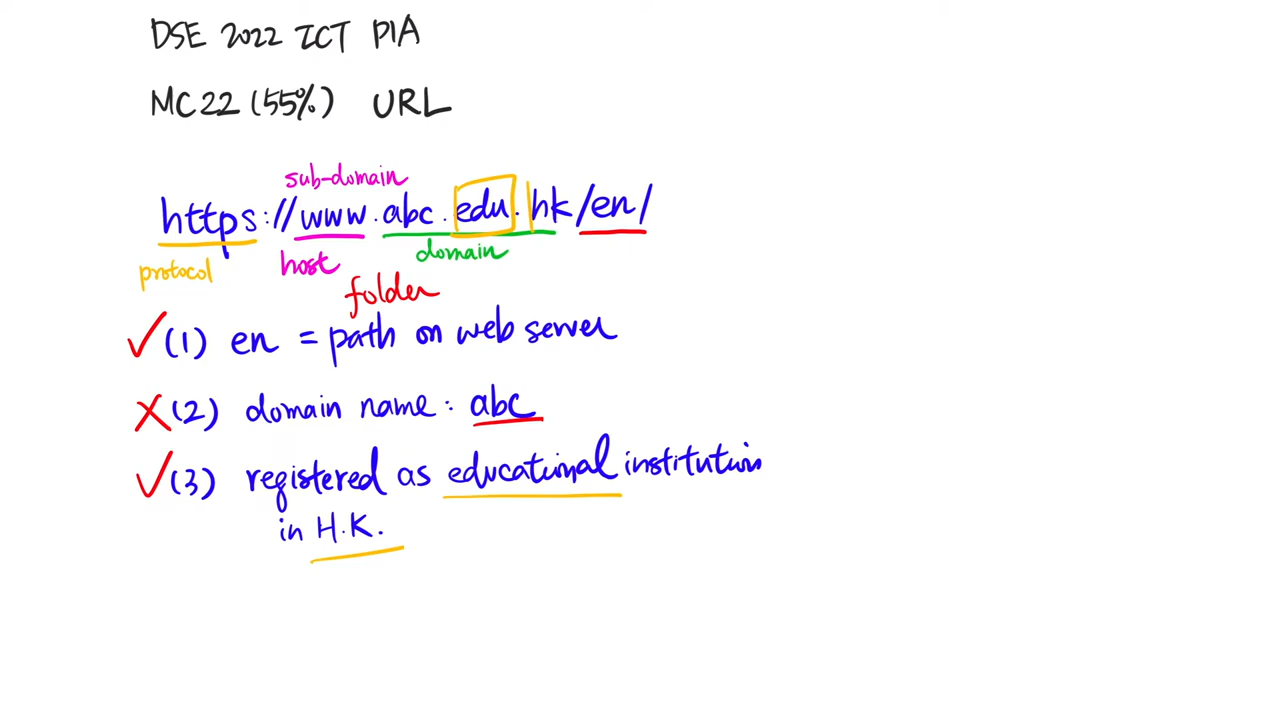 DSE 2022 ICT P1A
MC22 (55%) URL
sub-domain
https://www.abc.edu.hk/en/
protocol host domain
folder
✓(1) en = path on web server
✗(2) domain name: abc
✓(3) registered as educational institution
in H.K.